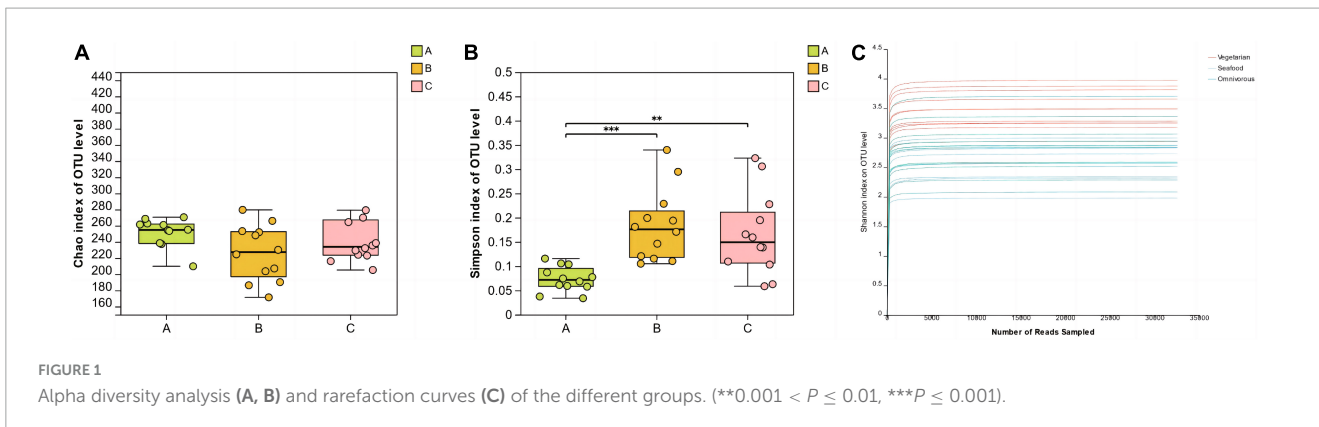 A
Chao index of OTU level
440
420
400
380
360
340
320
300
280
260
240
220
200
180
160
A
B
C
A
B
C
B
Simpson index of OTU level
0.5
0.45
0.4
0.35
0.3
0.25
0.2
0.15
0.1
0.05
0
***
**
A
B
C
A
B
C
C
Shannon index on OTU level
4.5
4
3.5
3
2.5
2
1.5
1
0.5
0
0
5000
10000
15000
20000
25000
30000
35000
Number of Reads Sampled
Vegetarian
Seafood
Omnivorous
FIGURE 1
Alpha diversity analysis (A, B) and rarefaction curves (C) of the different groups. (**0.001 < P ≤ 0.01, ***P ≤ 0.001).